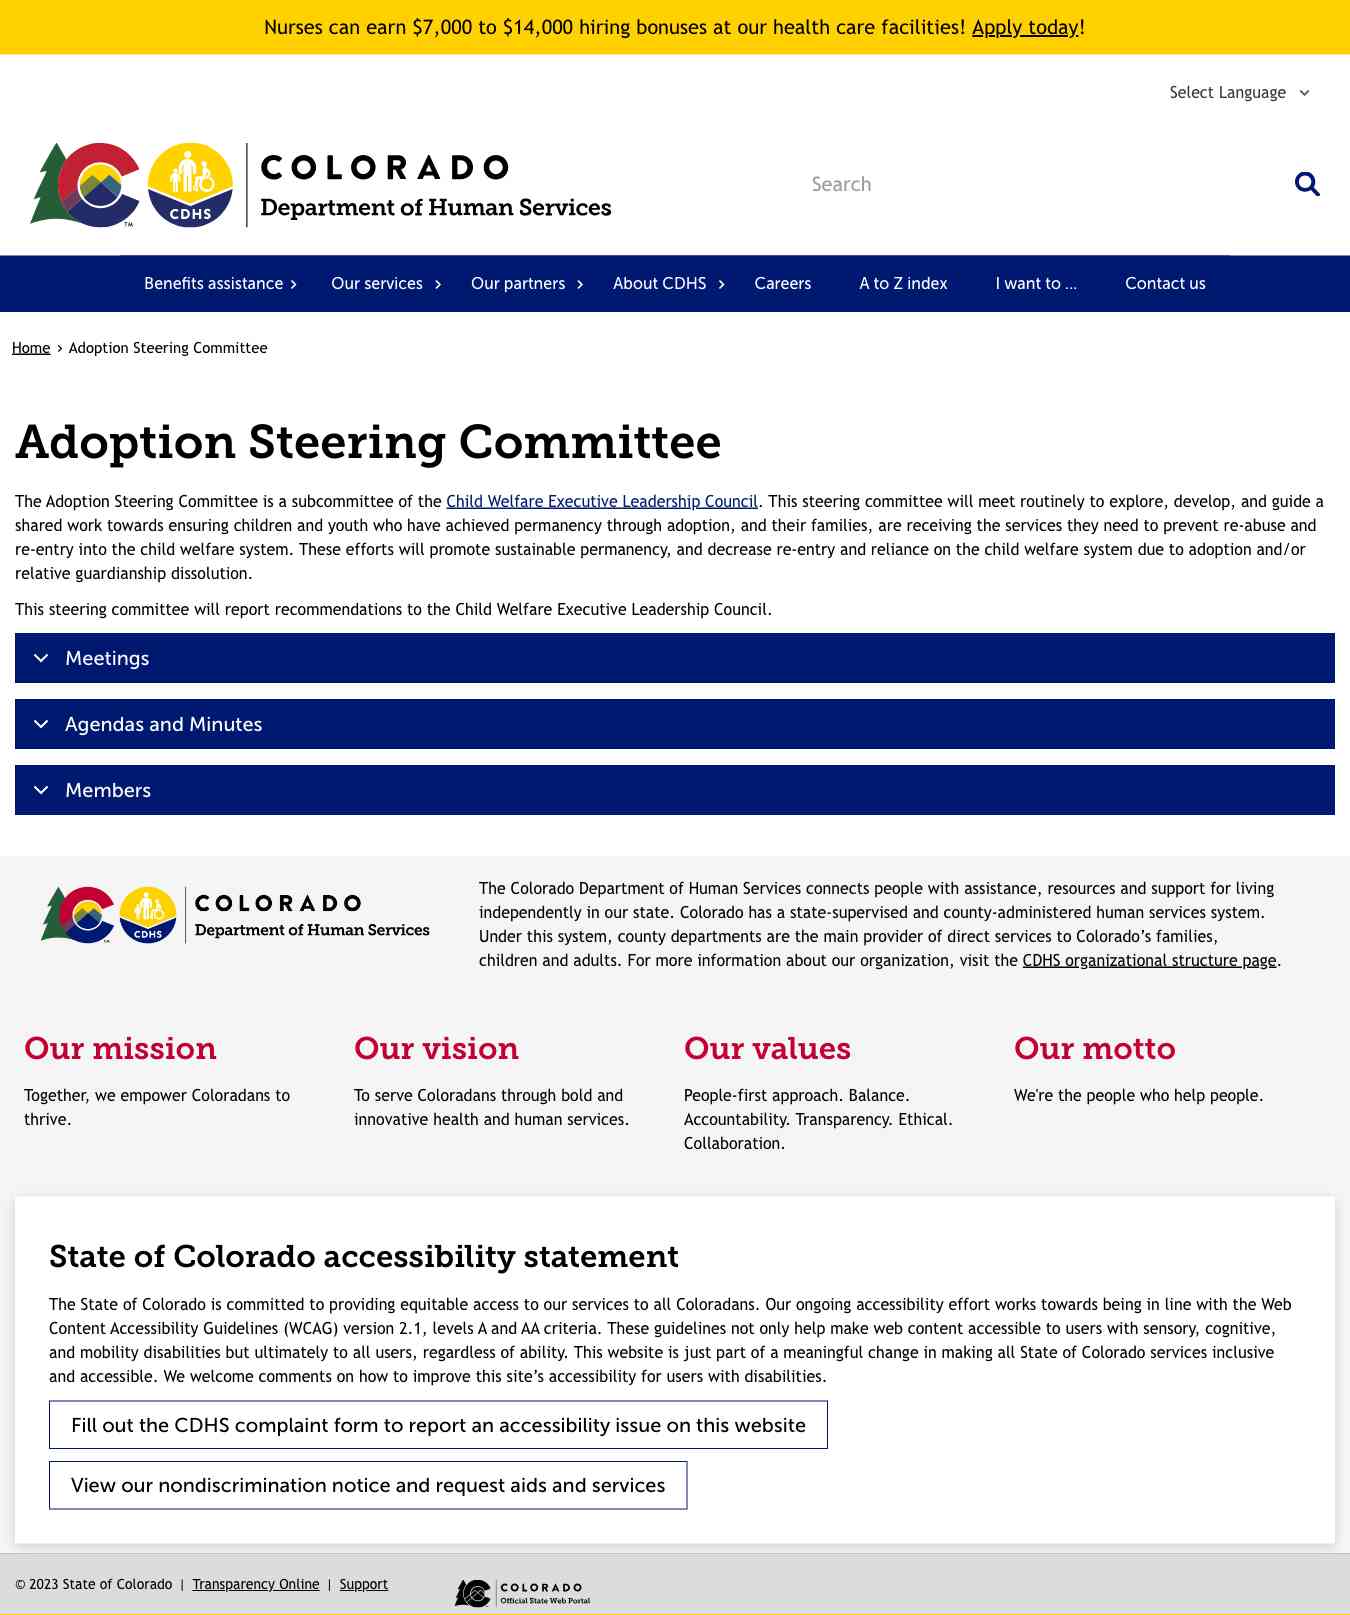 Nurses can earn $7,000 to $14,000 hiring bonuses at our health care facilities! Apply today!
Select Language
CDHS
TM
COLORADO
Department of Human Services
Search
Benefits assistance › Our services › Our partners › About CDHS › Careers A to Z index I want to ... Contact us
Home › Adoption Steering Committee
Adoption Steering Committee
The Adoption Steering Committee is a subcommittee of the Child Welfare Executive Leadership Council. This steering committee will meet routinely to explore, develop, and guide a
shared work towards ensuring children and youth who have achieved permanency through adoption, and their families, are receiving the services they need to prevent re-abuse and
re-entry into the child welfare system. These efforts will promote sustainable permanency, and decrease re-entry and reliance on the child welfare system due to adoption and/or
relative guardianship dissolution.
This steering committee will report recommendations to the Child Welfare Executive Leadership Council.
Meetings
Agendas and Minutes
Members
CDHS
TM
COLORADO
Department of Human Services
The Colorado Department of Human Services connects people with assistance, resources and support for living
independently in our state. Colorado has a state-supervised and county-administered human services system.
Under this system, county departments are the main provider of direct services to Colorado’s families,
children and adults. For more information about our organization, visit the CDHS organizational structure page.
Our mission
Together, we empower Coloradans to
thrive.
Our vision
To serve Coloradans through bold and
innovative health and human services.
Our values
People-first approach. Balance.
Accountability. Transparency. Ethical.
Collaboration.
Our motto
We're the people who help people.
State of Colorado accessibility statement
The State of Colorado is committed to providing equitable access to our services to all Coloradans. Our ongoing accessibility effort works towards being in line with the Web
Content Accessibility Guidelines (WCAG) version 2.1, levels A and AA criteria. These guidelines not only help make web content accessible to users with sensory, cognitive,
and mobility disabilities but ultimately to all users, regardless of ability. This website is just part of a meaningful change in making all State of Colorado services inclusive
and accessible. We welcome comments on how to improve this site’s accessibility for users with disabilities.
Fill out the CDHS complaint form to report an accessibility issue on this website
View our nondiscrimination notice and request aids and services
© 2023 State of Colorado | Transparency Online | Support
COLORADO
Official State Web Portal